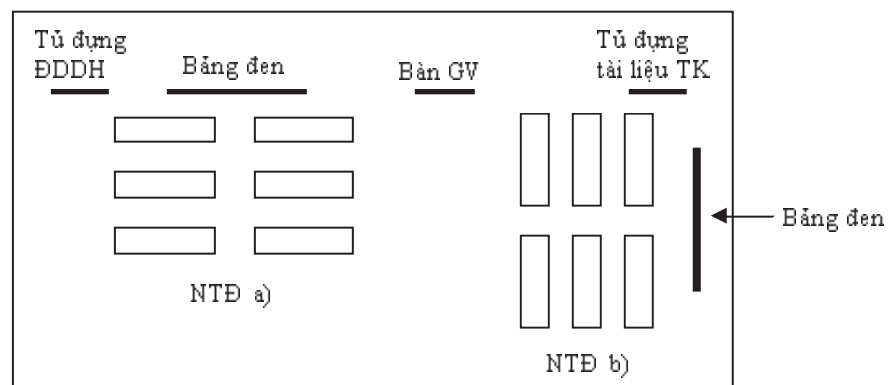 Tủ đựng
ĐDDH
Bảng đen
Bàn GV
Tủ đựng
tài liệu TK
Bảng đen
NTĐ a)
NTĐ b)